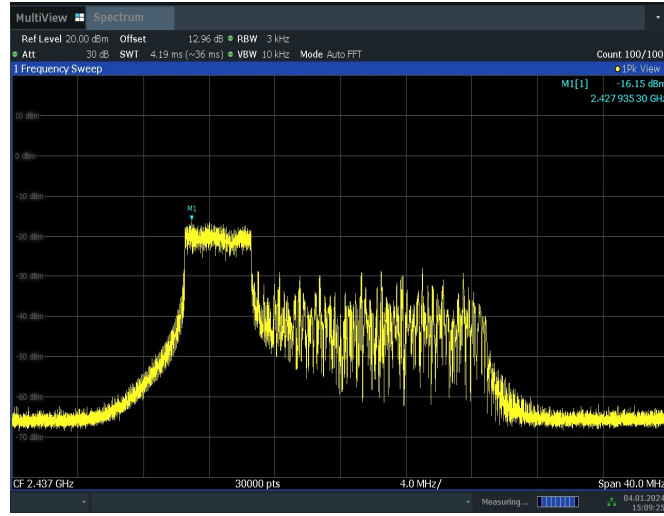 MultiView Spectrum
Ref Level 20.00 dBm Offset 12.96 dB RBW 3 kHz
Att 30 dB SWT 4.19 ms (~36 ms) VBW 10 kHz Mode Auto FFT Count 100/100
1 Frequency Sweep 1Pk View
M1[1] -16.15 dBm
2.427 935 30 GHz
10 dBm
0 dBm
-10 dBm
M1
-20 dBm
-30 dBm
-40 dBm
-50 dBm
-60 dBm
-70 dBm
CF 2.437 GHz 30000 pts 4.0 MHz/ Span 40.0 MHz
Measuring... 04.01.2024
15:09:25